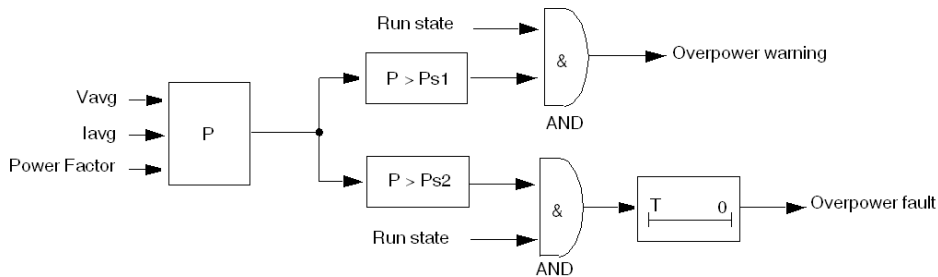 Run state
Overpower warning
P > Ps1
&
Vavg
AND
Iavg
P
Power Factor
P > Ps2
T 0
Overpower fault
&
Run state
AND